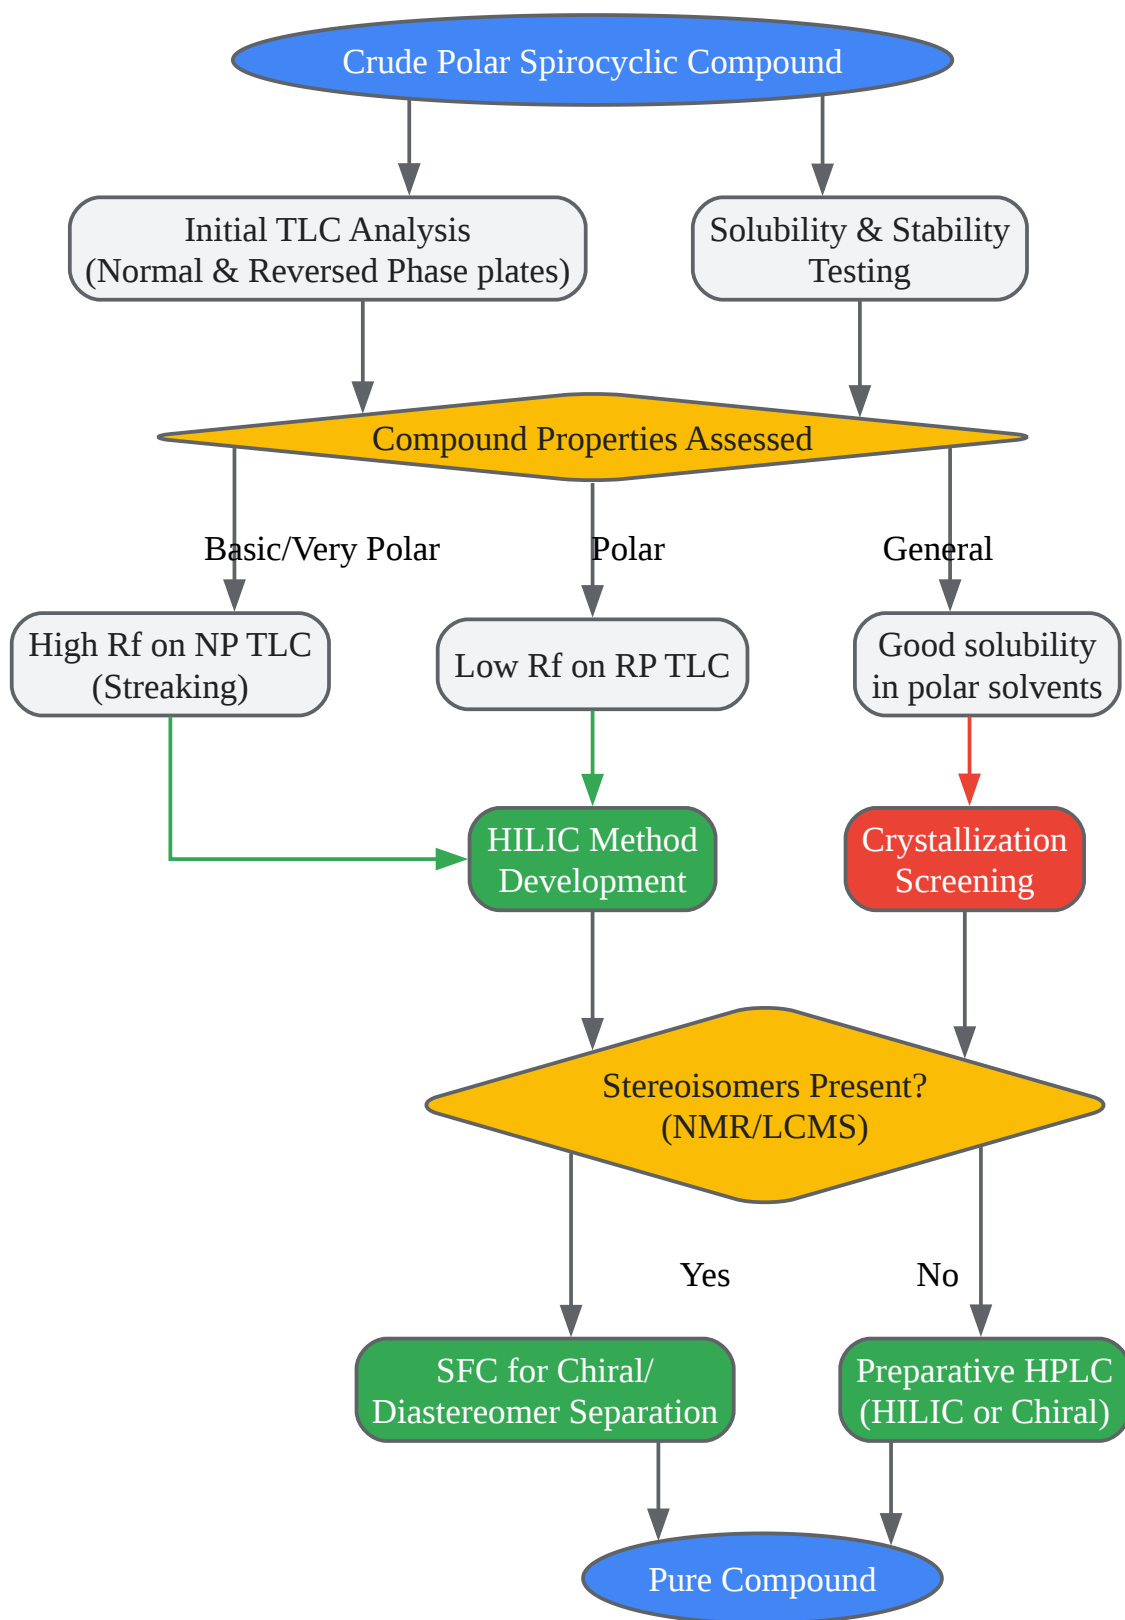 Crude Polar Spirocyclic Compound
Initial TLC Analysis
(Normal & Reversed Phase plates)
Solubility & Stability
Testing
Compound Properties Assessed
Basic/Very Polar
Polar
General
High Rf on NP TLC
(Streaking)
Low Rf on RP TLC
Good solubility
in polar solvents
HILIC Method
Development
Crystallization
Screening
Stereoisomers Present?
(NMR/LCMS)
Yes
No
SFC for Chiral/
Diastereomer Separation
Preparative HPLC
(HILIC or Chiral)
Pure Compound